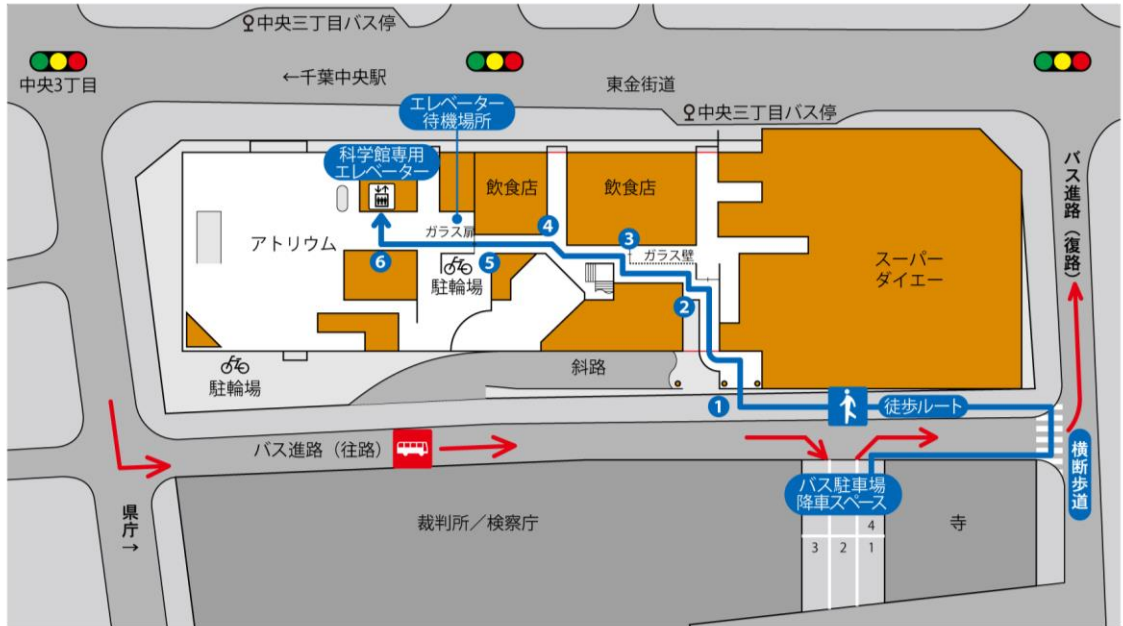 中央三丁目バス停
中央3丁目
←千葉中央駅
東金街道
エレベーター
待機場所
中央三丁目バス停
科学館専用
エレベーター
飲食店
飲食店
バス進路（復路）
アトリウム
ガラス扉
4
3
ガラス壁
スーパー
ダイエー
6
5
駐輪場
2
斜路
駐輪場
1
徒歩ルート
バス進路（往路）
横断歩道
バス駐車場
降車スペース
県庁→
裁判所／検察庁
寺
4
3
2
1